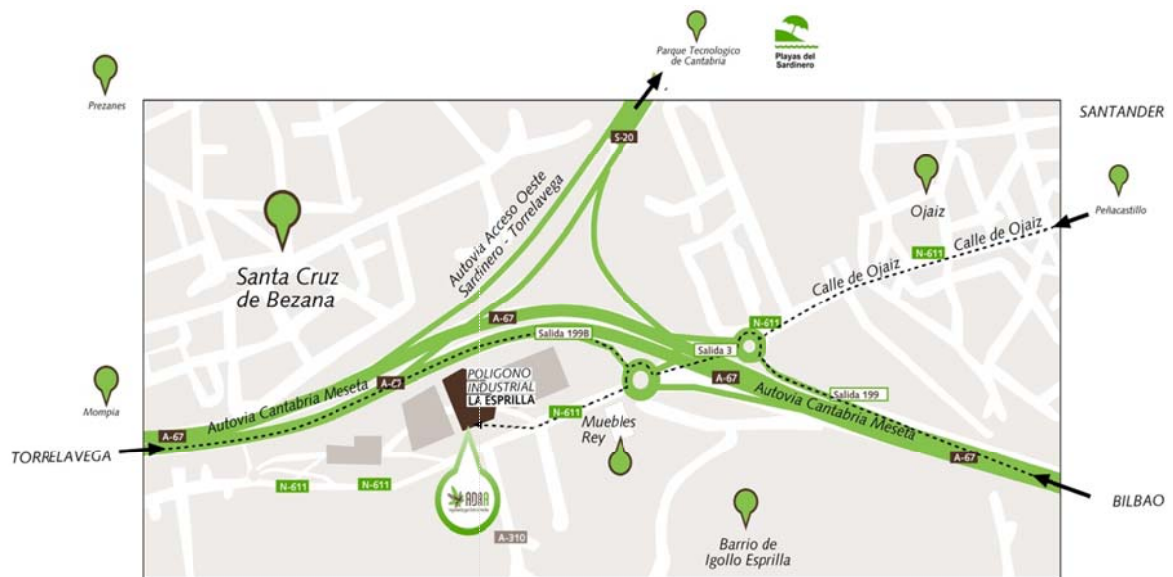 Parque Tecnologico
de Cantabria
Playas del
Sardinero
Prezanes
SANTANDER
S-20
Autovia Acceso Oeste
Sardinero - Torrelavega
Ojaiz
Peñacastillo
Santa Cruz
de Bezana
N-611
Calle de Ojaiz
Calle de Ojaiz
A-67
N-611
Salida 199B
Salida 3
POLIGONO
INDUSTRIAL
LA ESPRILLA
A-67
A-67
Autovia Cantabria Meseta
Autovia Cantabria Meseta
Salida 199
Mompia
N-611
Muebles
Rey
A-67
TORRELAVEGA
A-67
N-611
N-611
ADRA
BILBAO
A-310
Barrio de
Igollo Esprilla